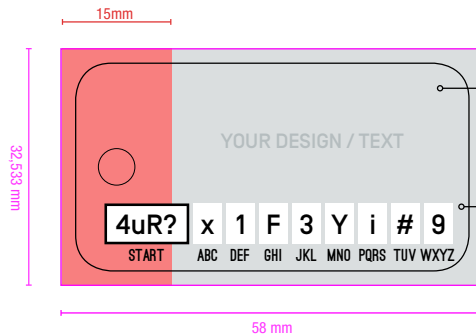 15mm
32,533 mm
YOUR DESIGN / TEXT
4uR? x 1 F 3 Y i # 9
START ABC DEF GHI JKL MNO PQRS TUV WXYZ
58 mm